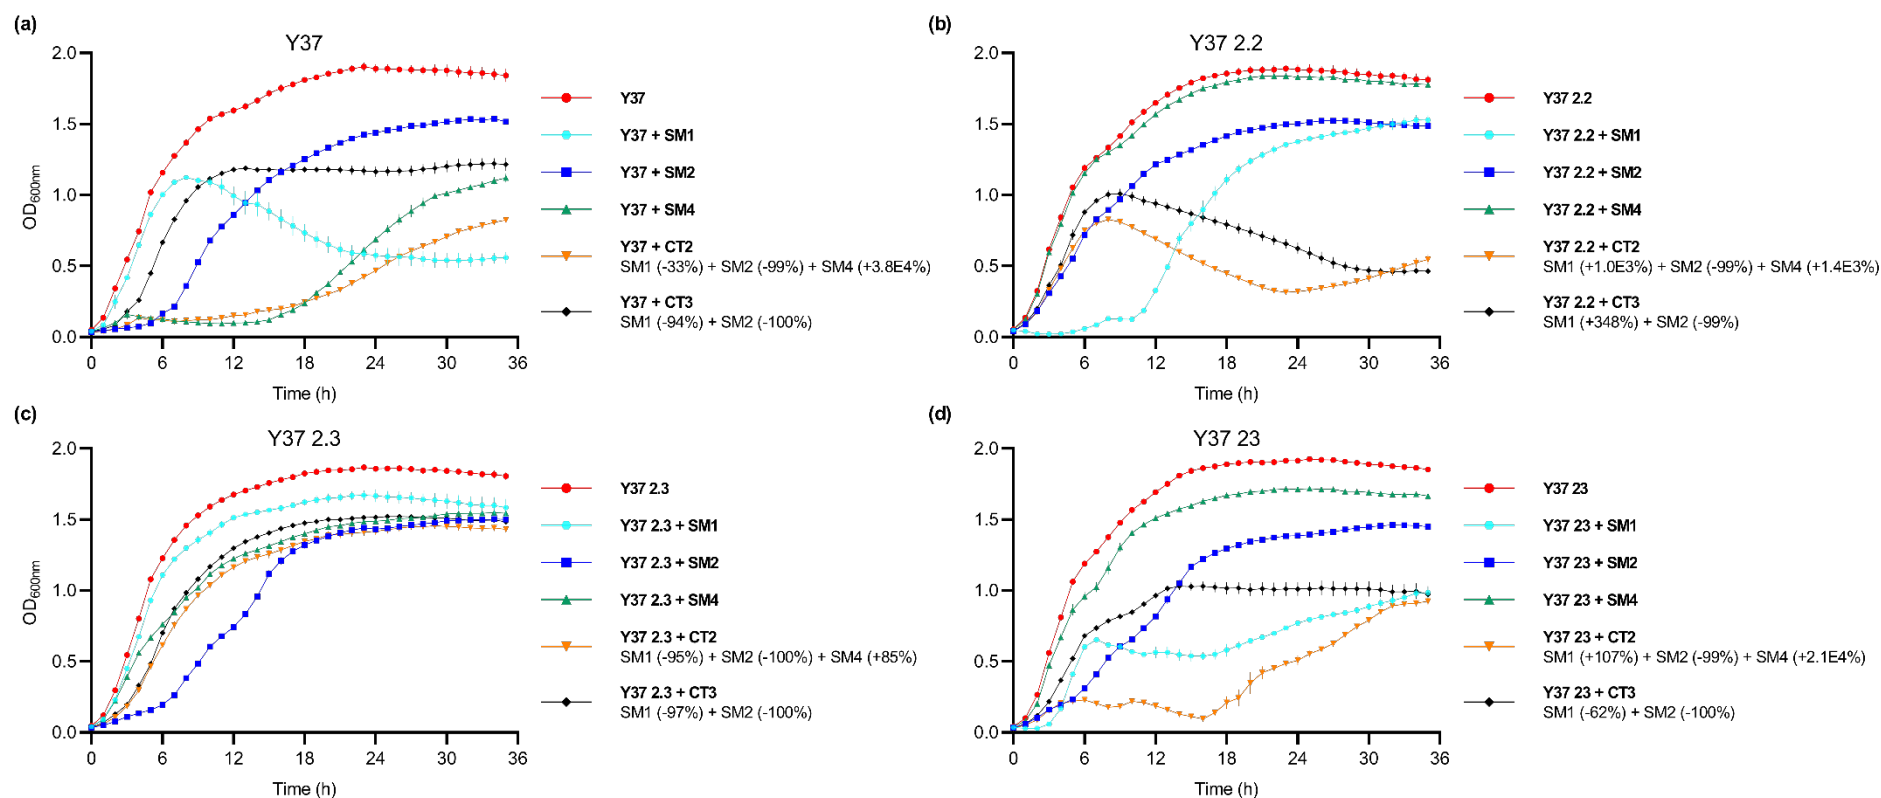 (a)
Y37
2.0
1.5
1.0
0.5
0.0
OD600nm
0 6 12 18 24 30 36
Time (h)
Y37
Y37 + SM1
Y37 + SM2
Y37 + SM4
Y37 + CT2
SM1 (-33%) + SM2 (-99%) + SM4 (+3.8E4%)
Y37 + CT3
SM1 (-94%) + SM2 (-100%)
(b)
Y37 2.2
2.0
1.5
1.0
0.5
0.0
0 6 12 18 24 30 36
Time (h)
Y37 2.2
Y37 2.2 + SM1
Y37 2.2 + SM2
Y37 2.2 + SM4
Y37 2.2 + CT2
SM1 (+1.0E3%) + SM2 (-99%) + SM4 (+1.4E3%)
Y37 2.2 + CT3
SM1 (+348%) + SM2 (-99%)
(c)
Y37 2.3
2.0
1.5
1.0
0.5
0.0
OD600nm
0 6 12 18 24 30 36
Time (h)
Y37 2.3
Y37 2.3 + SM1
Y37 2.3 + SM2
Y37 2.3 + SM4
Y37 2.3 + CT2
SM1 (-95%) + SM2 (-100%) + SM4 (+85%)
Y37 2.3 + CT3
SM1 (-97%) + SM2 (-100%)
(d)
Y37 23
2.0
1.5
1.0
0.5
0.0
0 6 12 18 24 30 36
Time (h)
Y37 23
Y37 23 + SM1
Y37 23 + SM2
Y37 23 + SM4
Y37 23 + CT2
SM1 (+107%) + SM2 (-99%) + SM4 (+2.1E4%)
Y37 23 + CT3
SM1 (-62%) + SM2 (-100%)